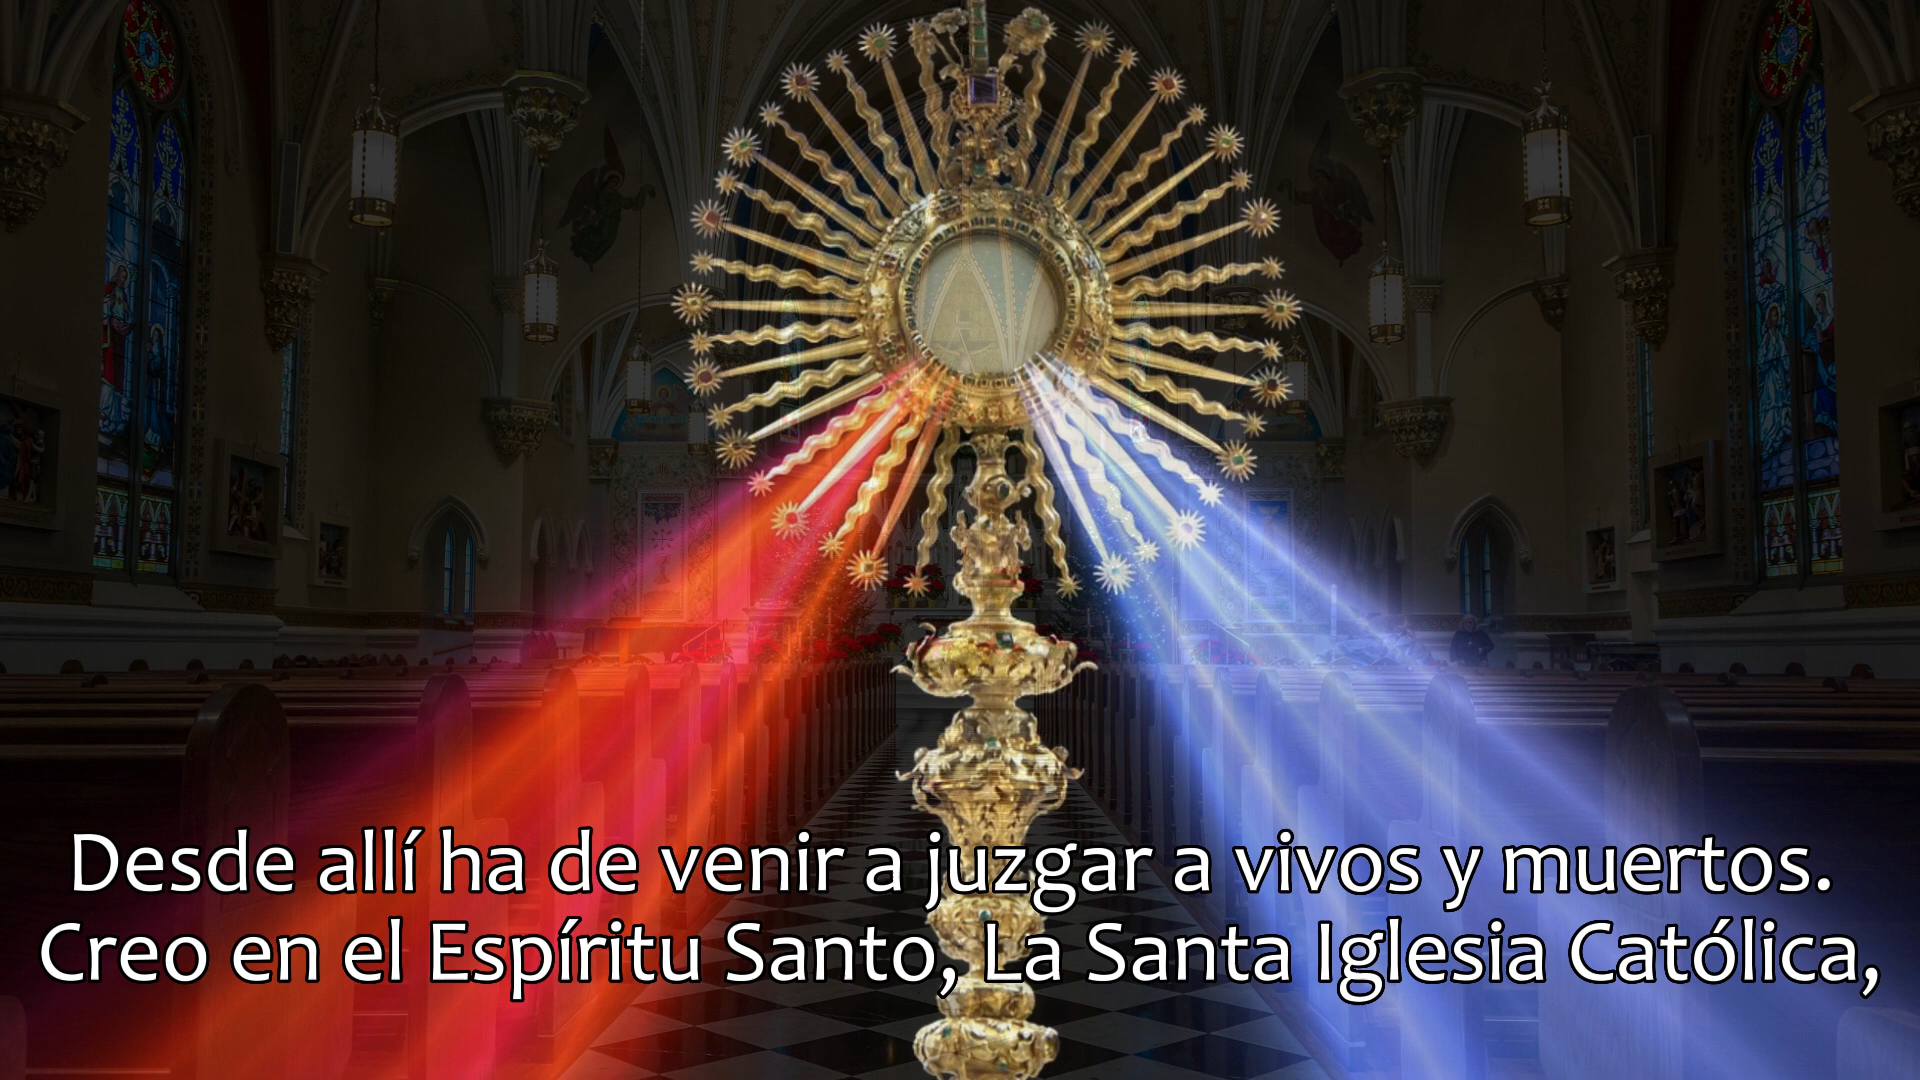 Desde allí ha de venir a juzgar a vivos y muertos.
Creo en el Espíritu Santo, La Santa Iglesia Católica,